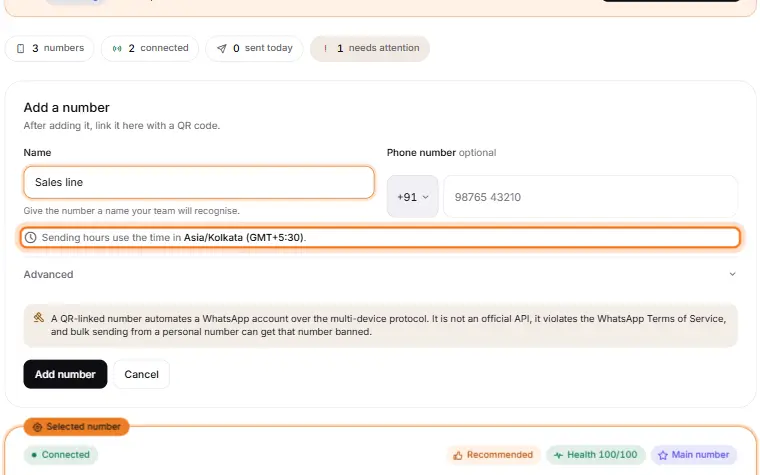 3 numbers
2 connected
0 sent today
! 1 needs attention
Add a number
After adding it, link it here with a QR code.
Name
Phone number optional
Sales line
+91
98765 43210
Give the number a name your team will recognise.
Sending hours use the time in Asia/Kolkata (GMT+5:30).
Advanced
A QR-linked number automates a WhatsApp account over the multi-device protocol. It is not an official API, it violates the WhatsApp Terms of Service,
and bulk sending from a personal number can get that number banned.
Add number
Cancel
Selected number
Connected
Recommended
Health 100/100
Main number